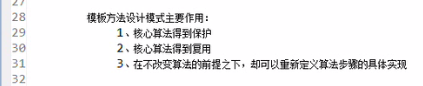 27
28 模板方法设计模式主要作用：
29 1、核心算法得到保护
30 2、核心算法得到复用
31 3、在不改变算法的前提之下，却可以重新定义算法步骤的具体实现
32